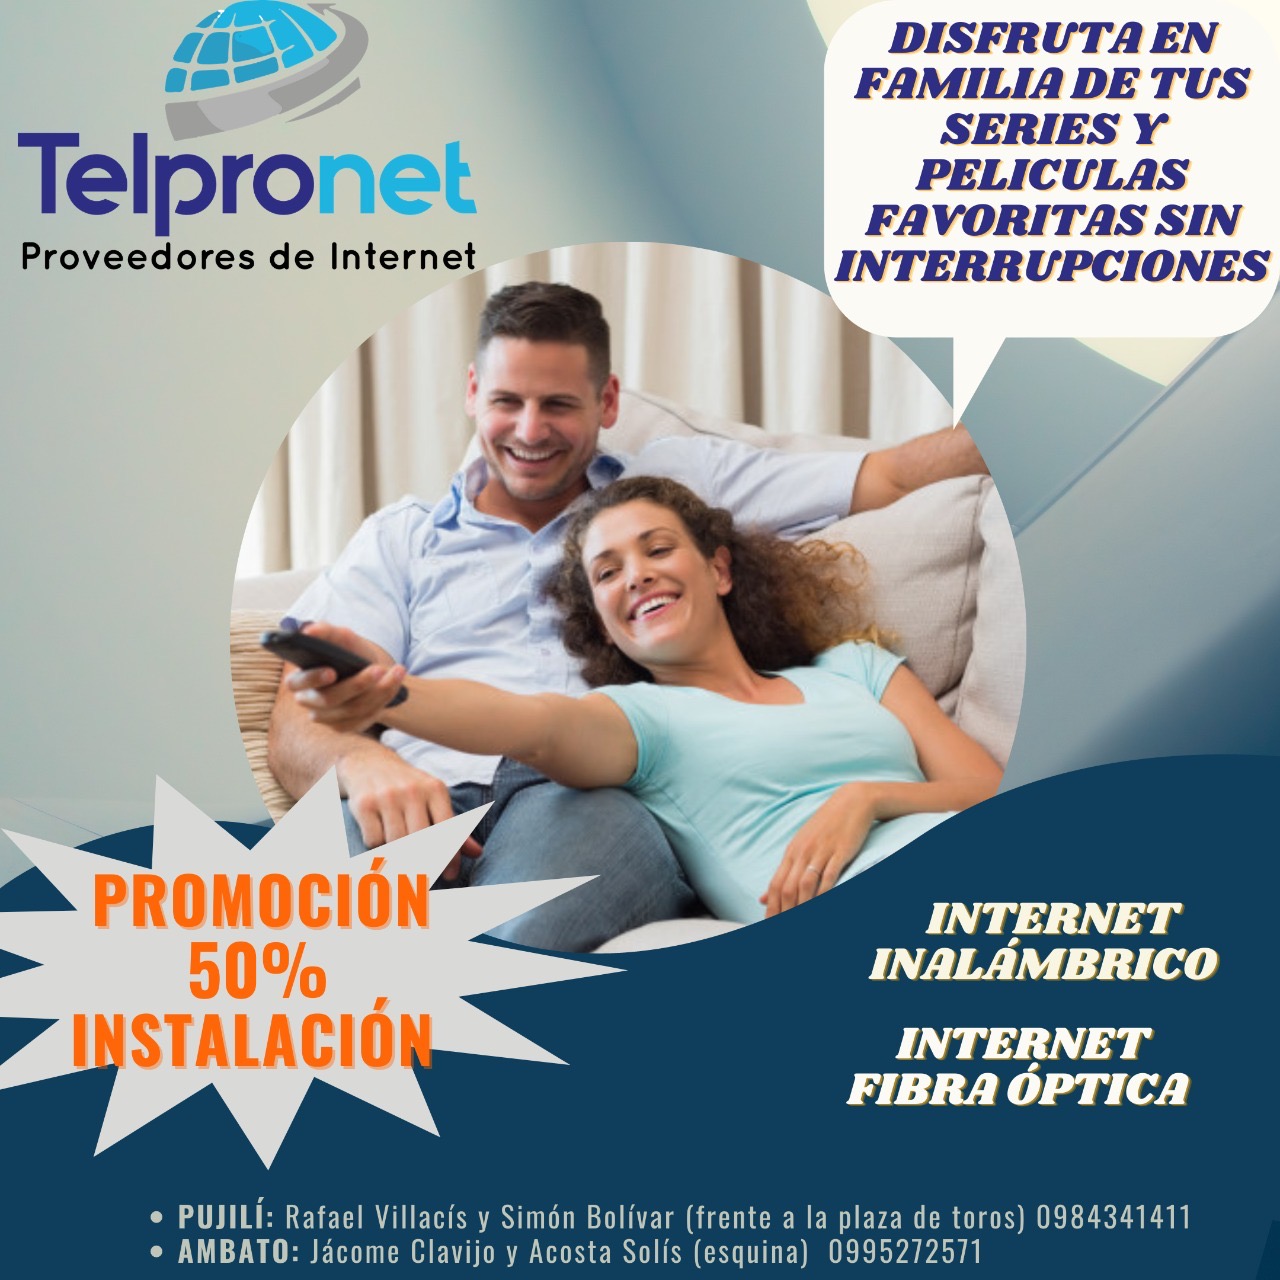 Telpronet
Proveedores de Internet
DISFRUTA EN
FAMILIA DE TUS
SERIES Y
PELICULAS
FAVORITAS SIN
INTERRUPCIONES
PROMOCIÓN
50%
INSTALACIÓN
INTERNET
INALÁMBRICO
INTERNET
FIBRA ÓPTICA
• PUJILÍ: Rafael Villacís y Simón Bolívar (frente a la plaza de toros) 0984341411
• AMBATO: Jácome Clavijo y Acosta Solís (esquina) 0995272571